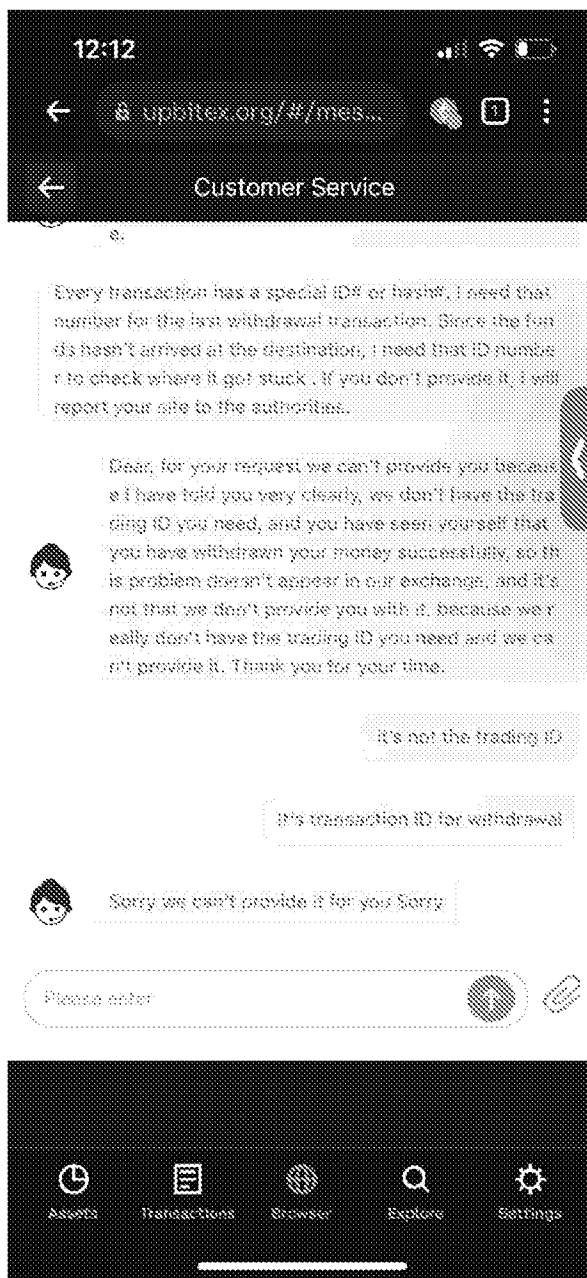 12:12
upbitex.org/#/mes...
1
Customer Service
e.
Every transaction has a special ID# or hash#, I need that
number for the last withdrawal transaction. Since the fun
ds hasn't arrived at the destination, I need that ID numbe
r to check where it got stuck . If you don't provide it, I will
report your site to the authorities.
Dear, for your request we can't provide you becaus
e I have told you very clearly, we don't have the tra
ding ID you need, and you have seen yourself that
you have withdrawn your money successfully, so th
is problem doesn't appear in our exchange, and it's
not that we don't provide you with it, because we r
eally don't have the trading ID you need and we ca
n't provide it. Thank you for your time.
it's not the trading ID
It's transaction ID for withdrawal
Sorry we can't provide it for you Sorry
Please enter
Assets
Transactions
Browser
Explore
Settings